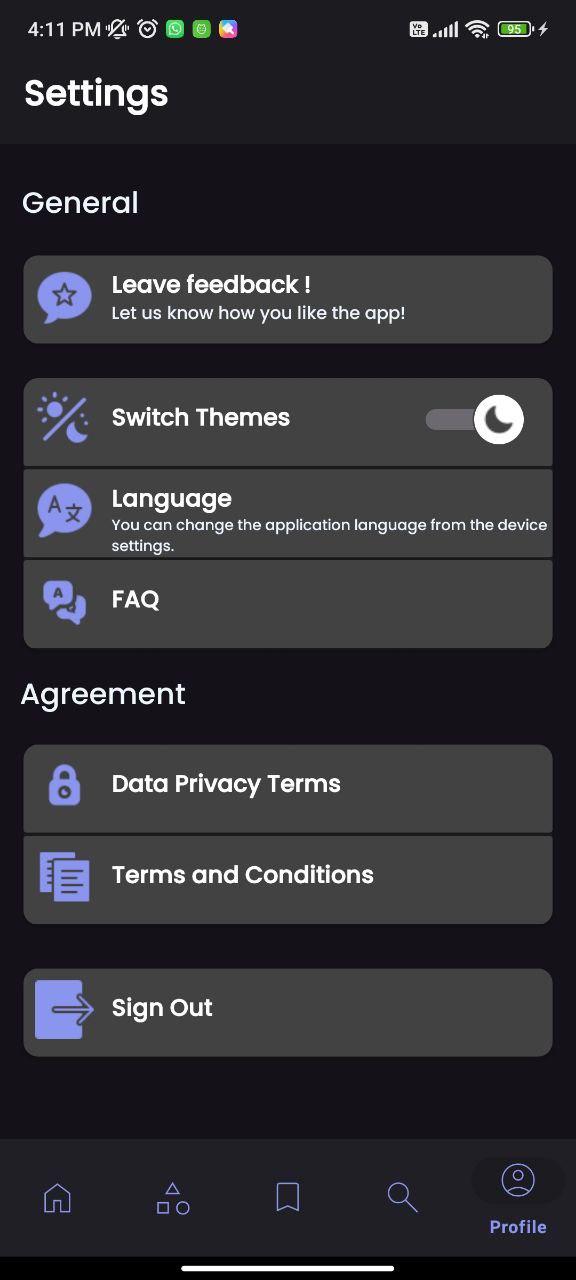 4:11 PM
Vo LTE
95
Settings
General
Leave feedback !
Let us know how you like the app!
Switch Themes
Language
You can change the application language from the device
settings.
FAQ
Agreement
Data Privacy Terms
Terms and Conditions
Sign Out
Profile